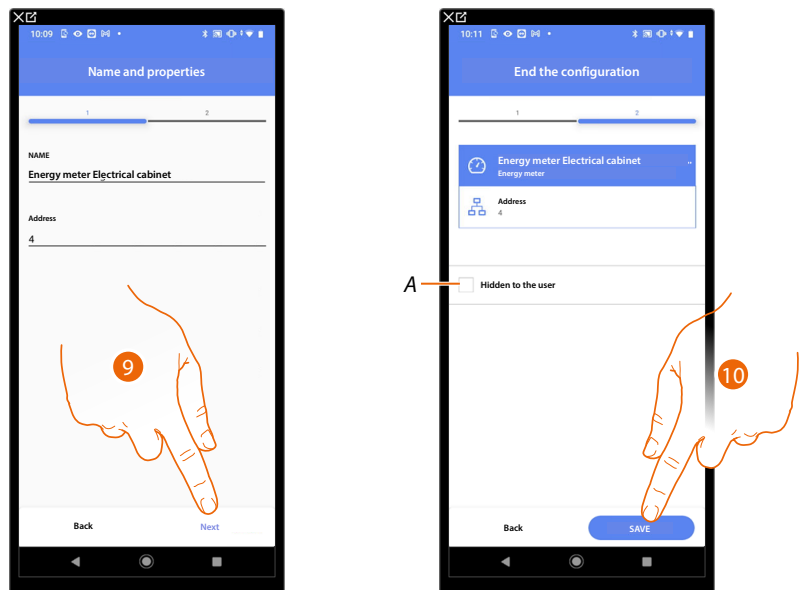 10:09
Name and properties
1 2
NAME
Energy meter Electrical cabinet
Address
4
9
Back Next
10:11
End the configuration
1 2
Energy meter Electrical cabinet ..
Energy meter
Address
4
A
Hidden to the user
10
Back SAVE